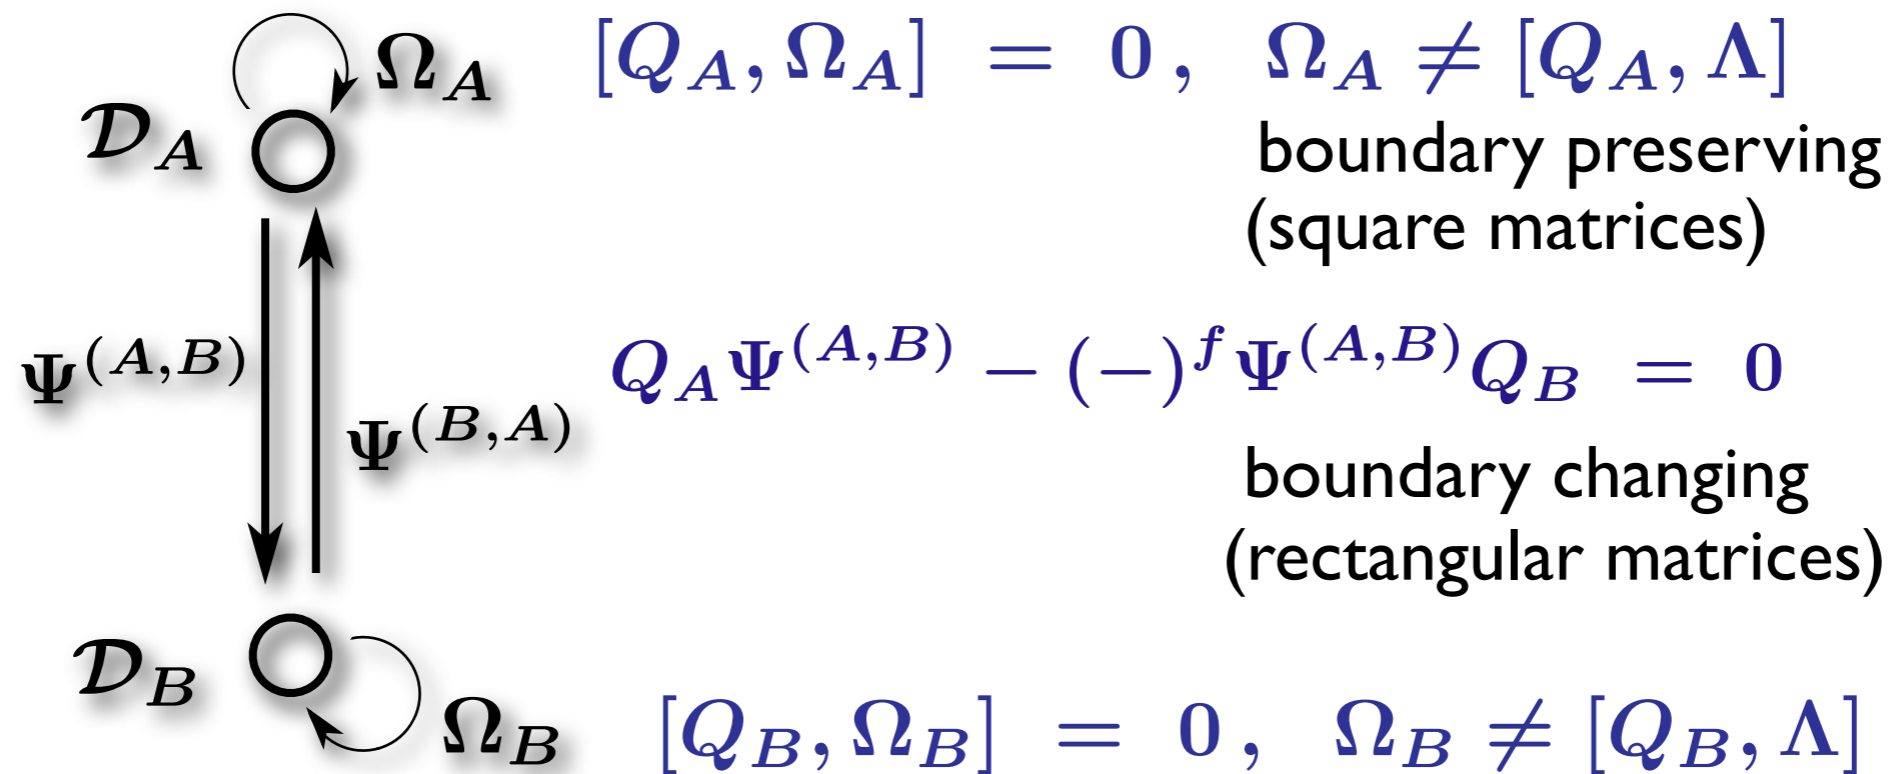 Ω_A [Q_A, Ω_A] = 0 , Ω_A ≠ [Q_A, Λ]
𝒟_A
boundary preserving
(square matrices)
Ψ^(A,B) Q_A Ψ^(A,B) − (−)^f Ψ^(A,B) Q_B = 0
Ψ^(B,A)
boundary changing
(rectangular matrices)
𝒟_B
Ω_B [Q_B, Ω_B] = 0 , Ω_B ≠ [Q_B, Λ]